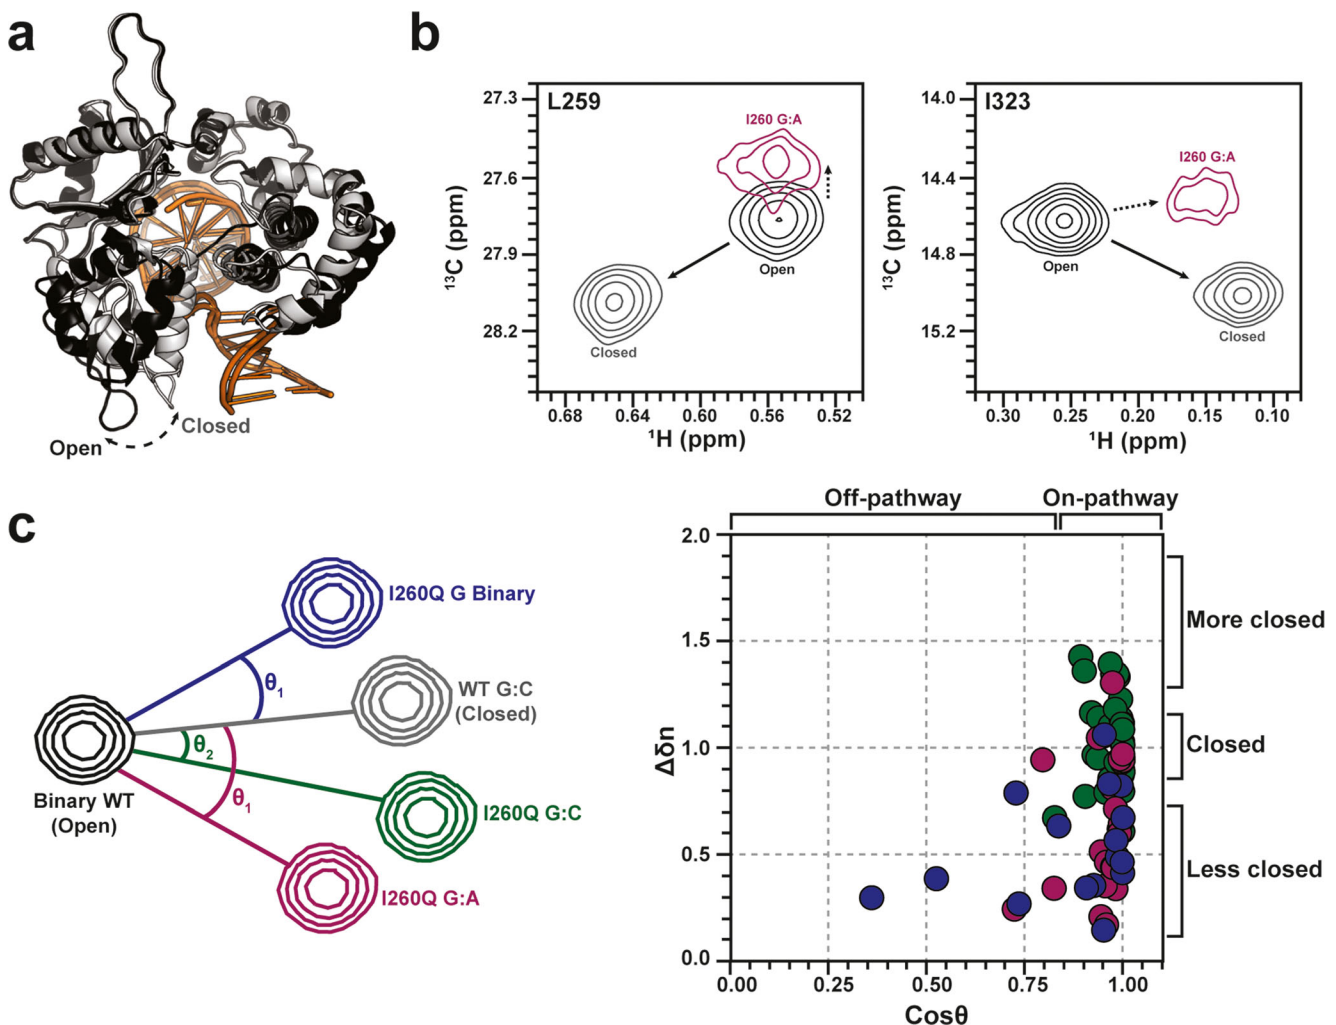 a
Open
Closed
b
L259
I260 G:A
Open
Closed
27.3
27.6
27.9
28.2
¹³C (ppm)
0.68
0.64
0.60
0.56
0.52
¹H (ppm)
I323
I260 G:A
Open
Closed
14.0
14.4
14.8
15.2
¹³C (ppm)
0.30
0.25
0.20
0.15
0.10
¹H (ppm)
c
I260Q G Binary
θ₁
WT G:C
(Closed)
θ₂
θ₁
Binary WT
(Open)
I260Q G:C
I260Q G:A
Off-pathway
On-pathway
2.0
1.5
1.0
0.5
0.0
Δδn
More closed
Closed
Less closed
0.00
0.25
0.50
0.75
1.00
Cosθ